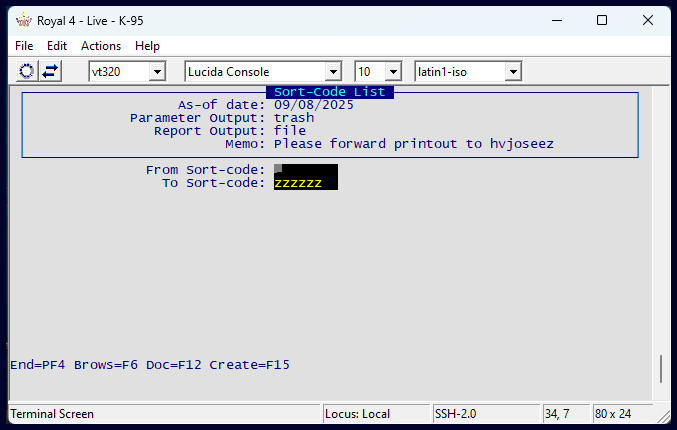 Royal 4 - Live - K-95
File Edit Actions Help
vt320 Lucida Console 10 latin1-iso
Sort-Code List
As-of date: 09/08/2025
Parameter Output: trash
Report Output: file
Memo: Please forward printout to hvjoseez
From Sort-code:
To Sort-code: zzzzzz
End=PF4 Brows=F6 Doc=F12 Create=F15
Terminal Screen Locus: Local SSH-2.0 34, 7 80 x 24